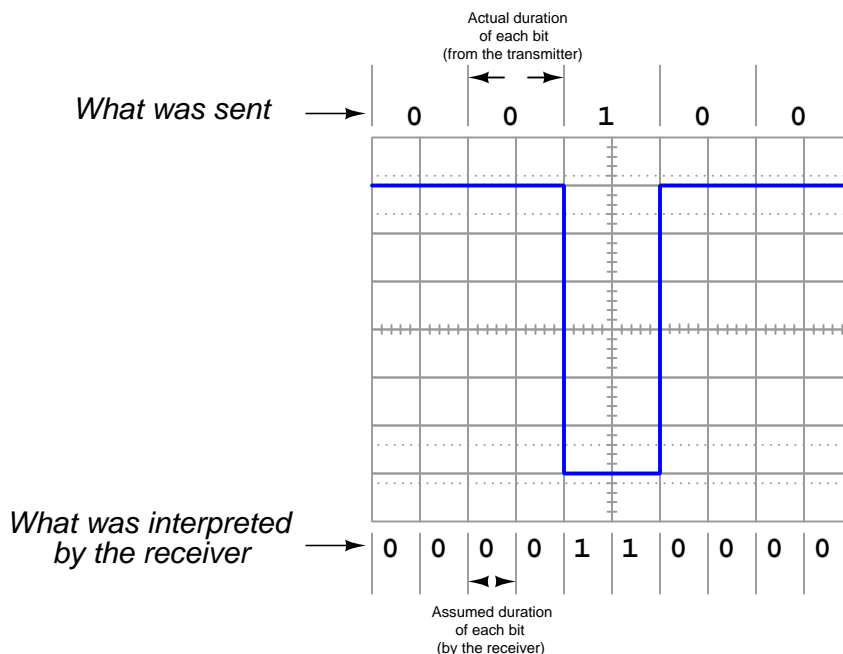 Actual duration
of each bit
(from the transmitter)
What was sent
0 0 1 0 0
What was interpreted
by the receiver
0 0 0 0 1 1 0 0 0 0
Assumed duration
of each bit
(by the receiver)